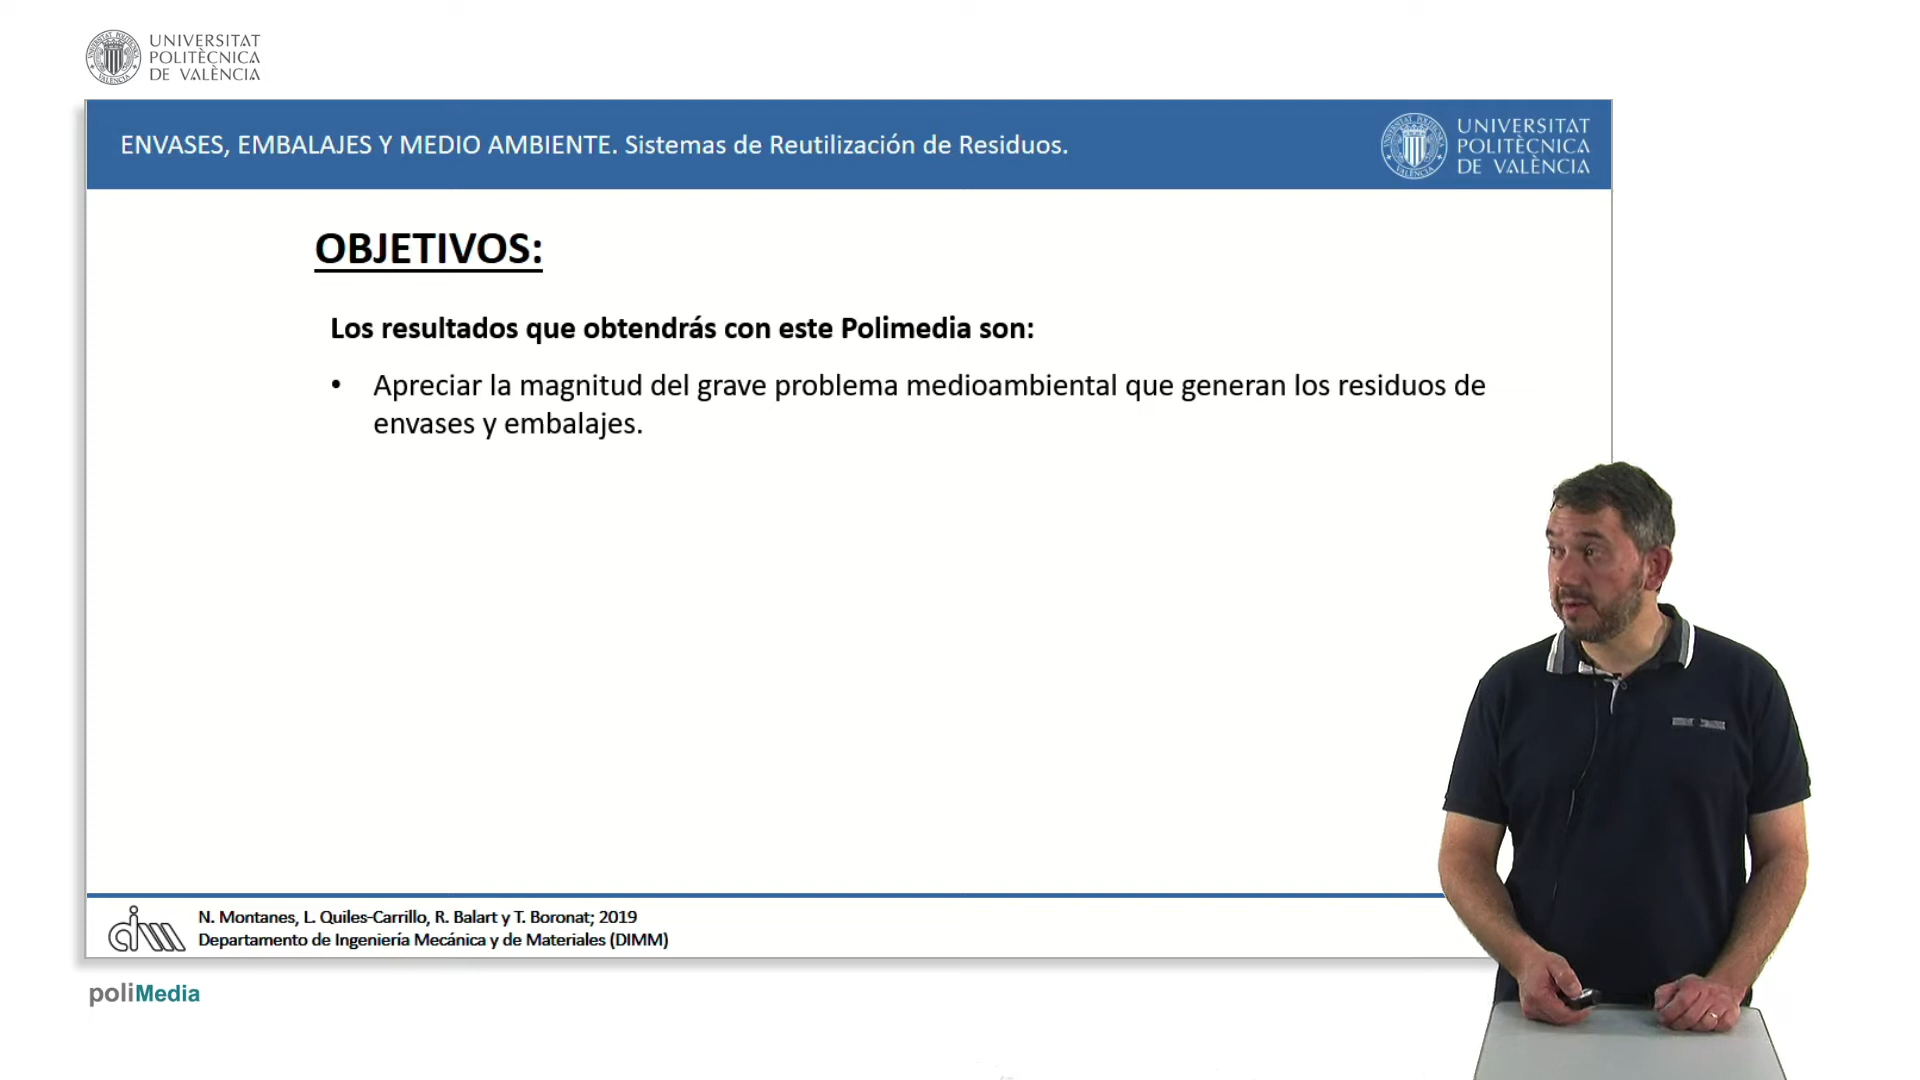 UNIVERSITAT
POLITÈCNICA
DE VALÈNCIA
ENVASES, EMBALAJES Y MEDIO AMBIENTE. Sistemas de Reutilización de Residuos.
UNIVERSITAT
POLITÈCNICA
DE VALÈNCIA
OBJETIVOS:
Los resultados que obtendrás con este Polimedia son:
• Apreciar la magnitud del grave problema medioambiental que generan los residuos de
envases y embalajes.
dim
N. Montanes, L. Quiles-Carrillo, R. Balart y T. Boronat; 2019
Departamento de Ingeniería Mecánica y de Materiales (DIMM)
poliMedia